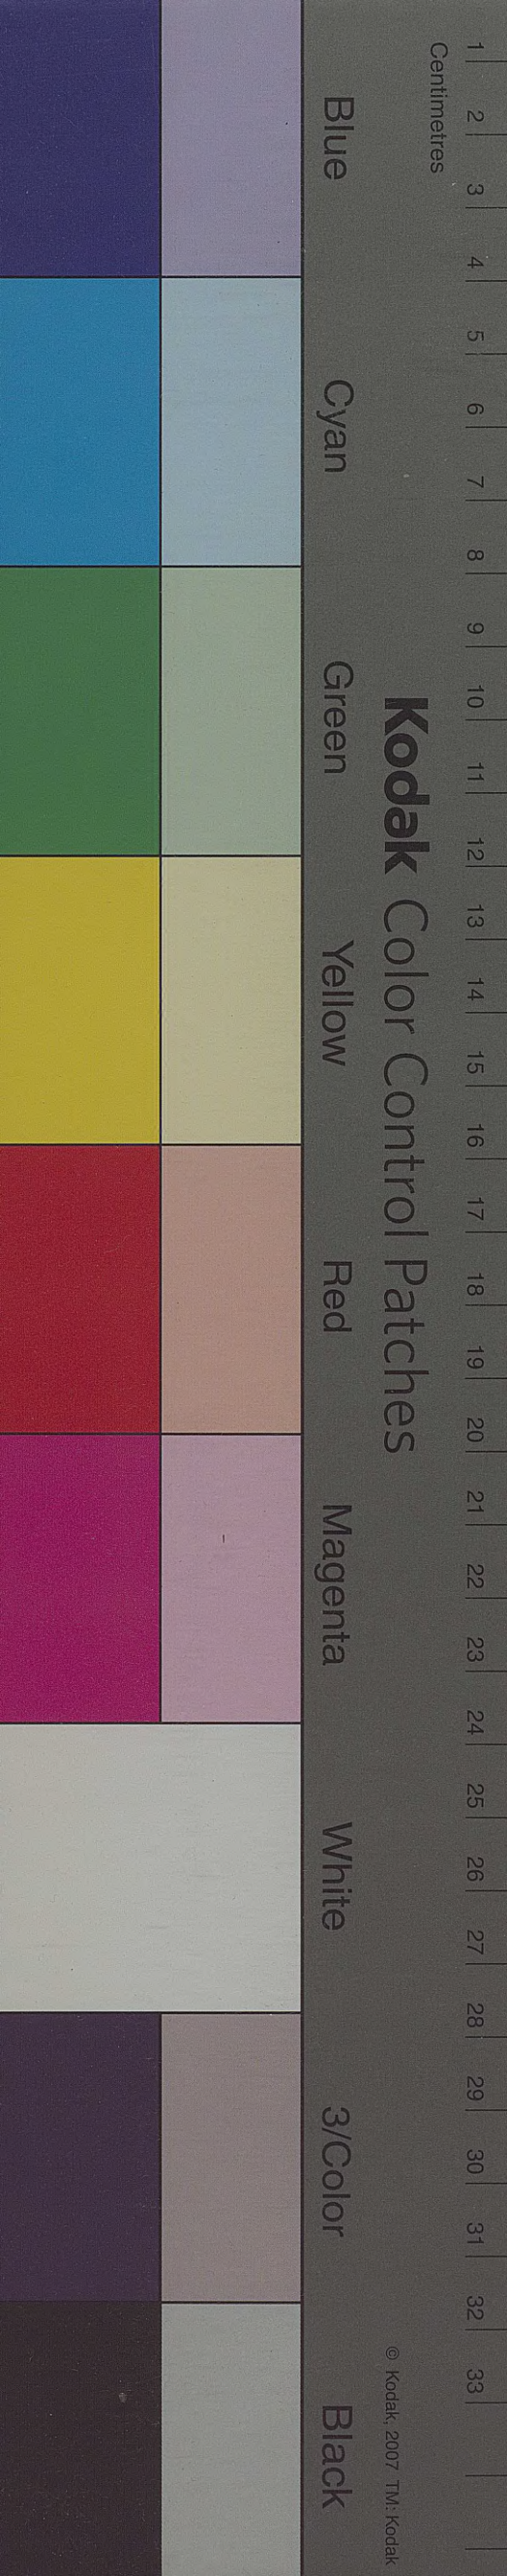 Centimetres
1 2 3 4 5 6 7 8 9 10 11 12 13 14 15 16 17 18 19 20 21 22 23 24 25 26 27 28 29 30 31 32 33
Kodak Color Control Patches
© Kodak, 2007 TM: Kodak
Blue Cyan Green Yellow Red Magenta White 3/Color Black